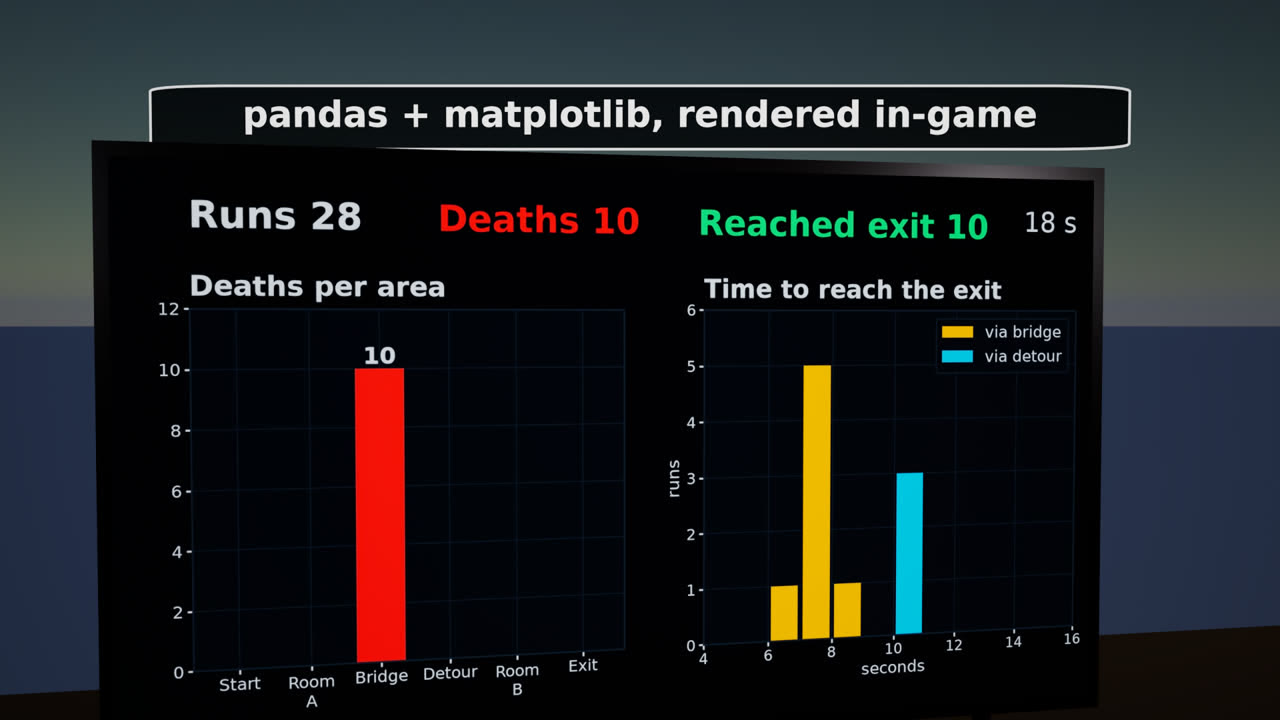 pandas + matplotlib, rendered in-game
Runs 28
Deaths 10
Reached exit 10
18 s
Deaths per area
12
10
8
6
4
2
0
10
Start
Room
A
Bridge
Detour
Room
B
Exit
Time to reach the exit
via bridge
via detour
runs
6
5
4
3
2
1
0
4
6
8
10
12
14
16
seconds